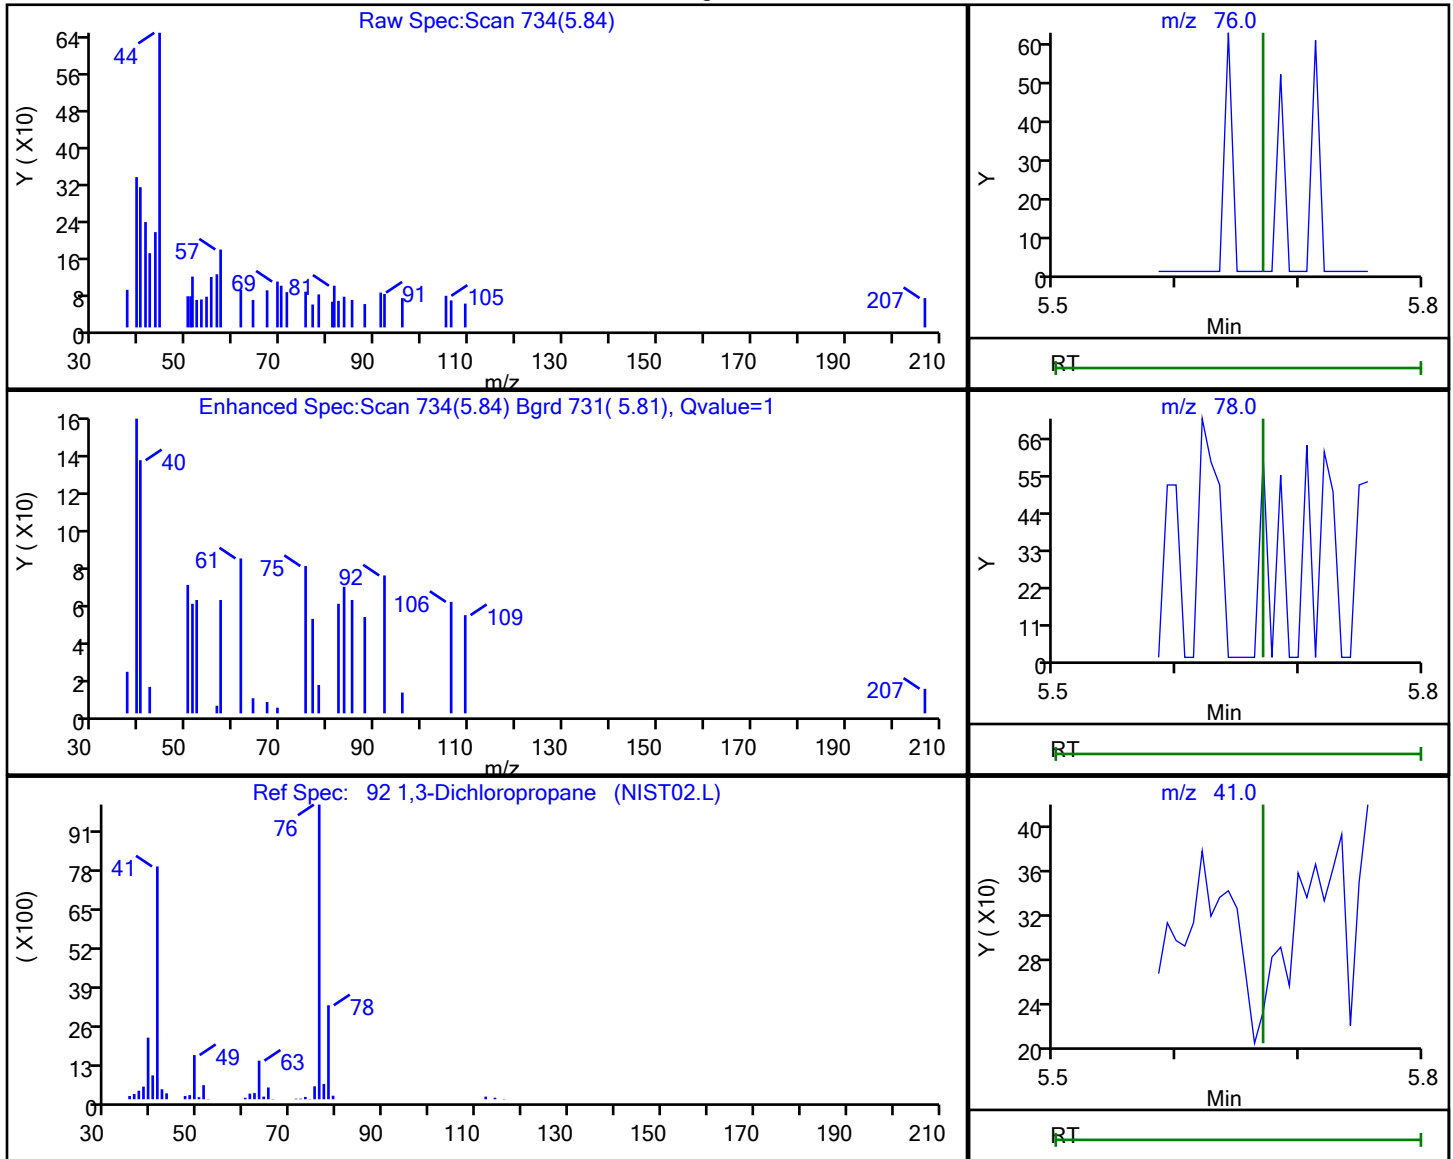 Raw Spec:Scan 734(5.84)
Y ( X10)
64
56
48
40
32
24
16
8
0
44
57
69
81
91
105
207
30 50 70 90 110 130 150 170 190 210
m/z
m/z 76.0
Y
60
50
40
30
20
10
0
5.5 5.8
Min
RT
Enhanced Spec:Scan 734(5.84) Bgrd 731( 5.81), Qvalue=1
Y ( X10)
16
14
12
10
8
6
4
2
0
40
61
75
92
106
109
207
30 50 70 90 110 130 150 170 190 210
m/z
m/z 78.0
Y
66
55
44
33
22
11
0
5.5 5.8
Min
RT
Ref Spec: 92 1,3-Dichloropropane (NIST02.L)
( X100)
91
78
65
52
39
26
13
0
76
41
78
49
63
30 50 70 90 110 130 150 170 190 210
m/z 41.0
Y ( X10)
40
36
32
28
24
20
5.5 5.8
Min
RT